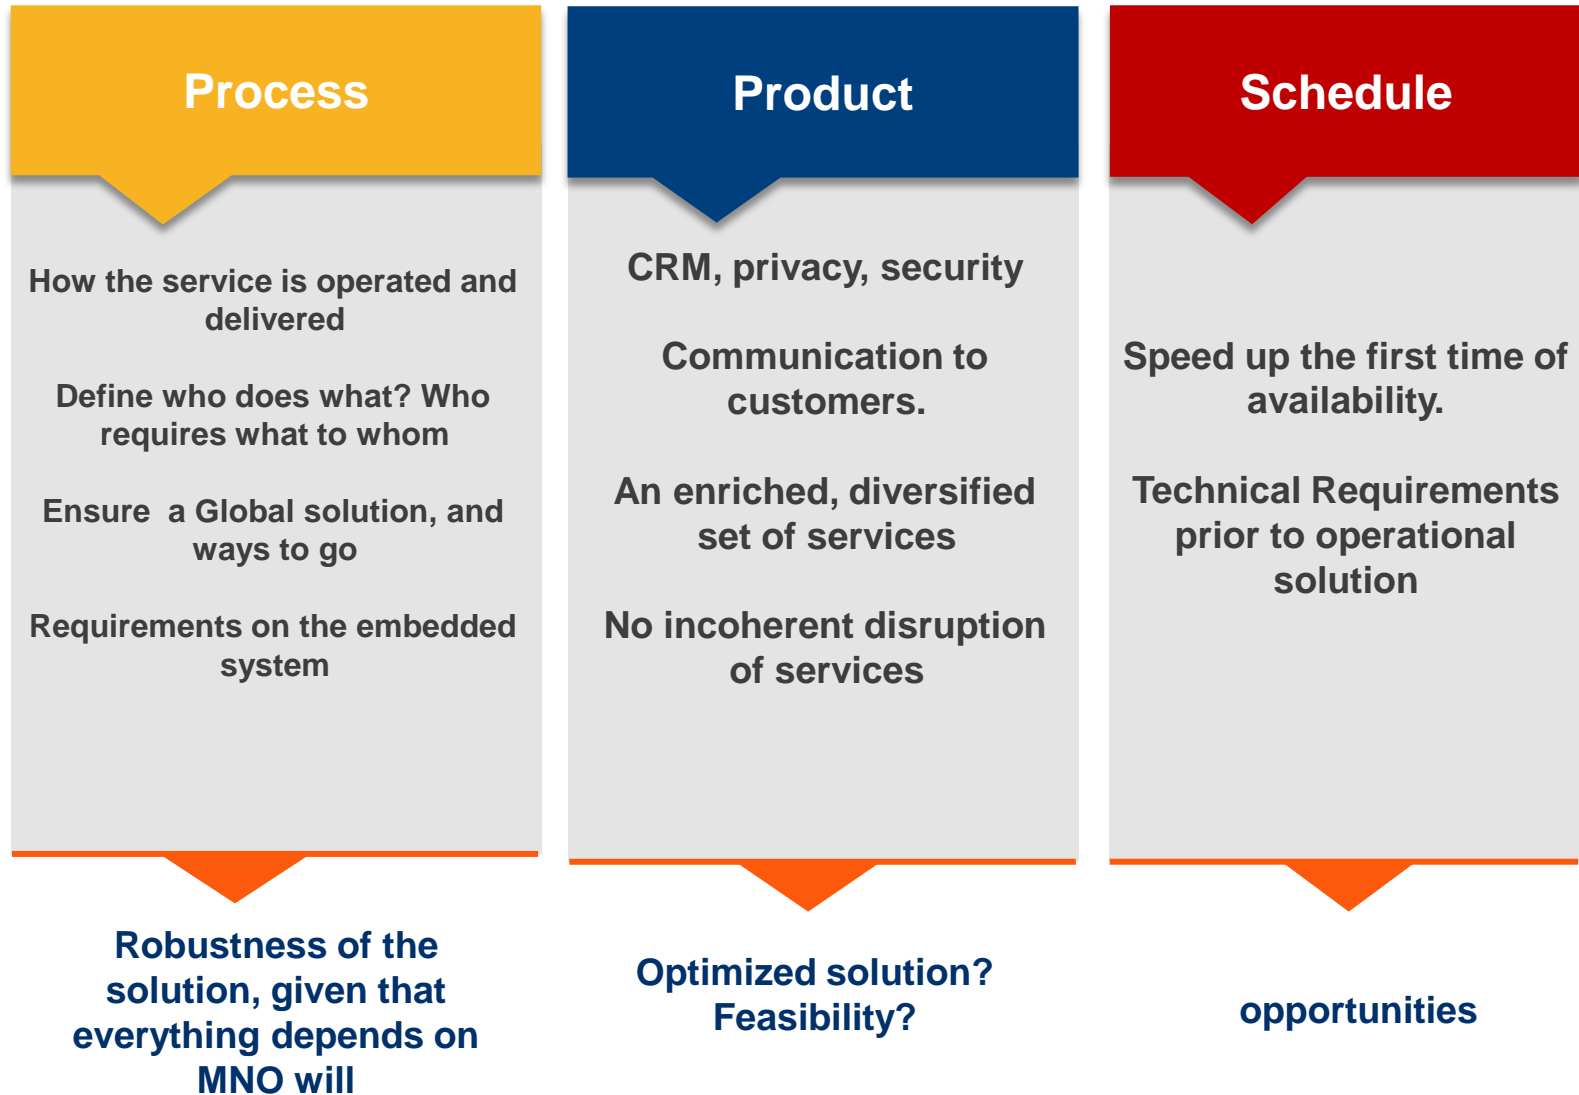 Process
How the service is operated and
delivered
Define who does what? Who
requires what to whom
Ensure  a Global solution, and
ways to go
Requirements on the embedded
system
Robustness of the
solution, given that
everything depends on
MNO will
Product
CRM, privacy, security
Communication to
customers.
An enriched, diversified
set of services
No incoherent disruption
of services
Optimized solution?
Feasibility?
Schedule
Speed up the first time of
availability.
Technical Requirements
prior to operational
solution
opportunities